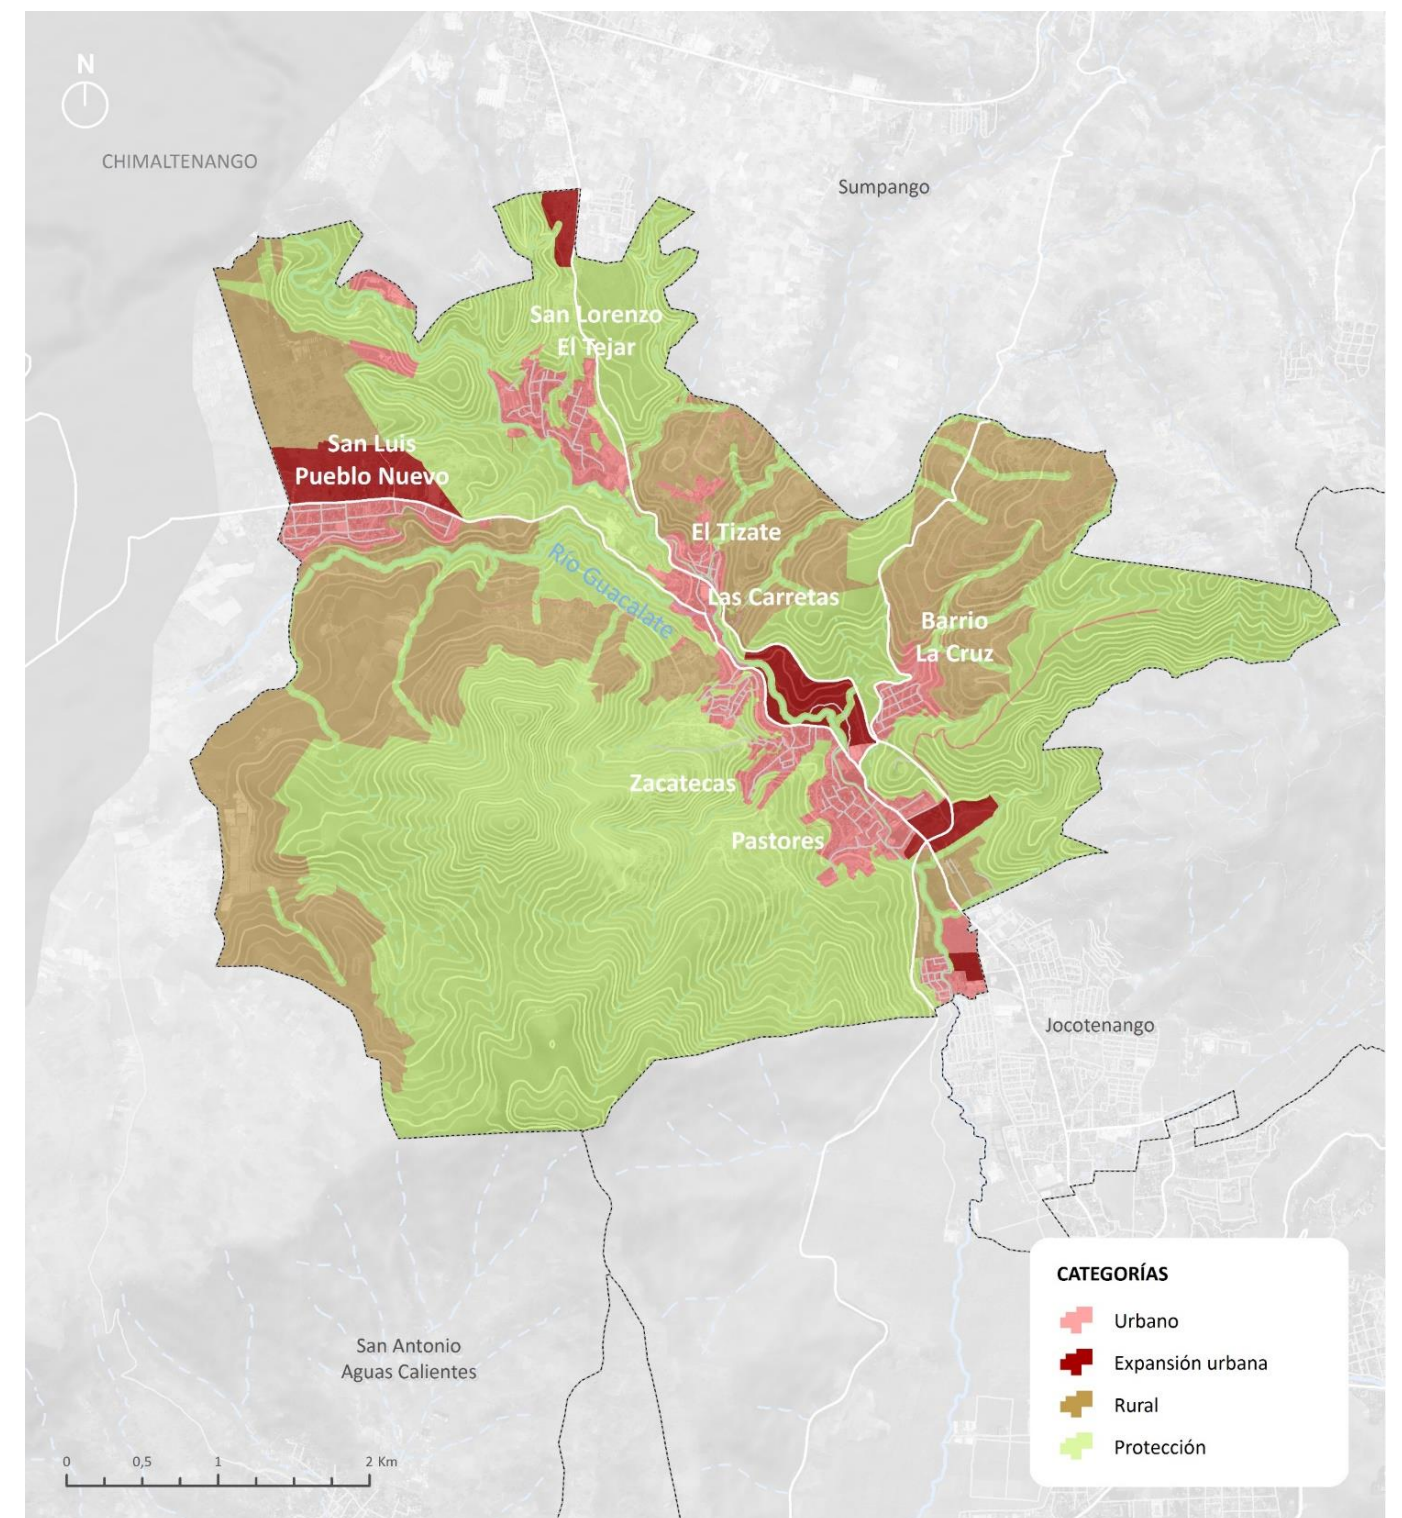 N
CHIMALTENANGO
Sumpango
San Lorenzo
El Tejar
San Luis
Pueblo Nuevo
El Tizate
Río Guacalate
Las Carretas
Barrio
La Cruz
Zacatecas
Pastores
Jocotenango
San Antonio
Aguas Calientes
CATEGORÍAS
Urbano
Expansión urbana
Rural
Protección
0 0,5 1 2 Km